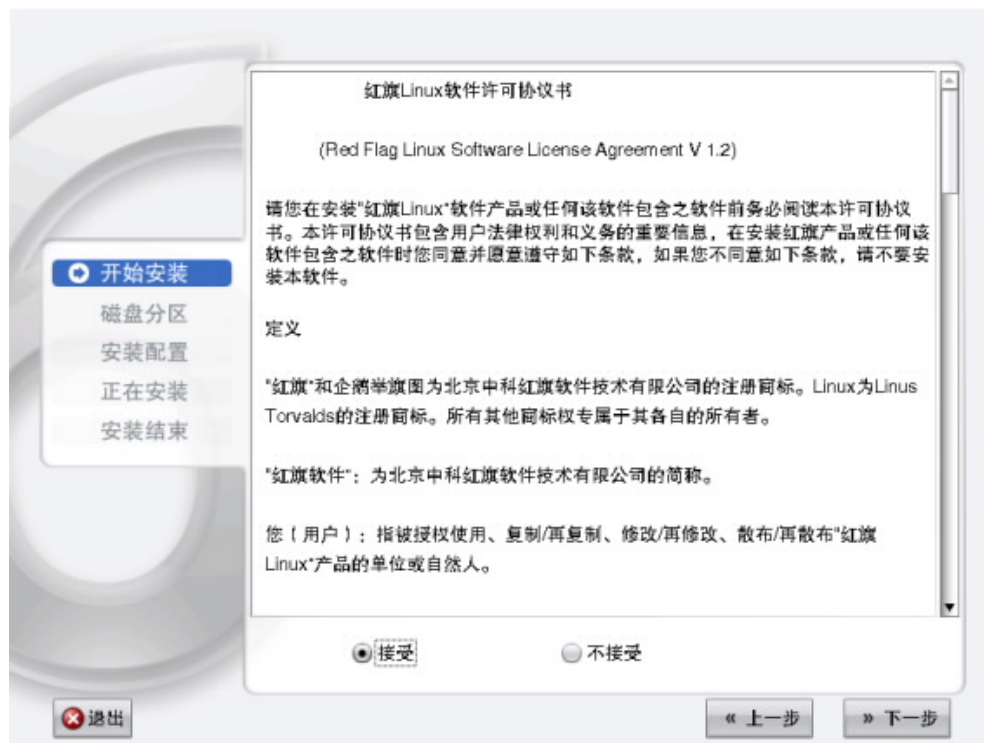 红旗Linux软件许可协议书
(Red Flag Linux Software License Agreement V 1.2)
请您在安装"红旗Linux"软件产品或任何该软件包含之软件前务必阅读本许可协议
书。本许可协议书包含用户法律权利和义务的重要信息，在安装红旗产品或任何该
软件包含之软件时您同意并愿意遵守如下条款，如果您不同意如下条款，请不要安
装本软件。
定义
"红旗"和企鹅举旗图为北京中科红旗软件技术有限公司的注册商标。Linux为Linus
Torvalds的注册商标。所有其他商标权专属于其各自的所有者。
"红旗软件"：为北京中科红旗软件技术有限公司的简称。
您（用户）：指被授权使用、复制/再复制、修改/再修改、散布/再散布"红旗
Linux"产品的单位或自然人。
开始安装
磁盘分区
安装配置
正在安装
安装结束
接受
不接受
退出
« 上一步
» 下一步